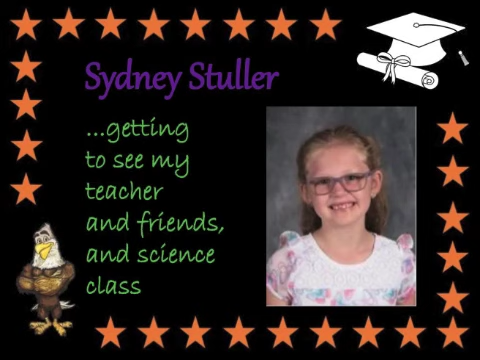 Sydney Stuller
...getting
to see my
teacher
and friends,
and science
class